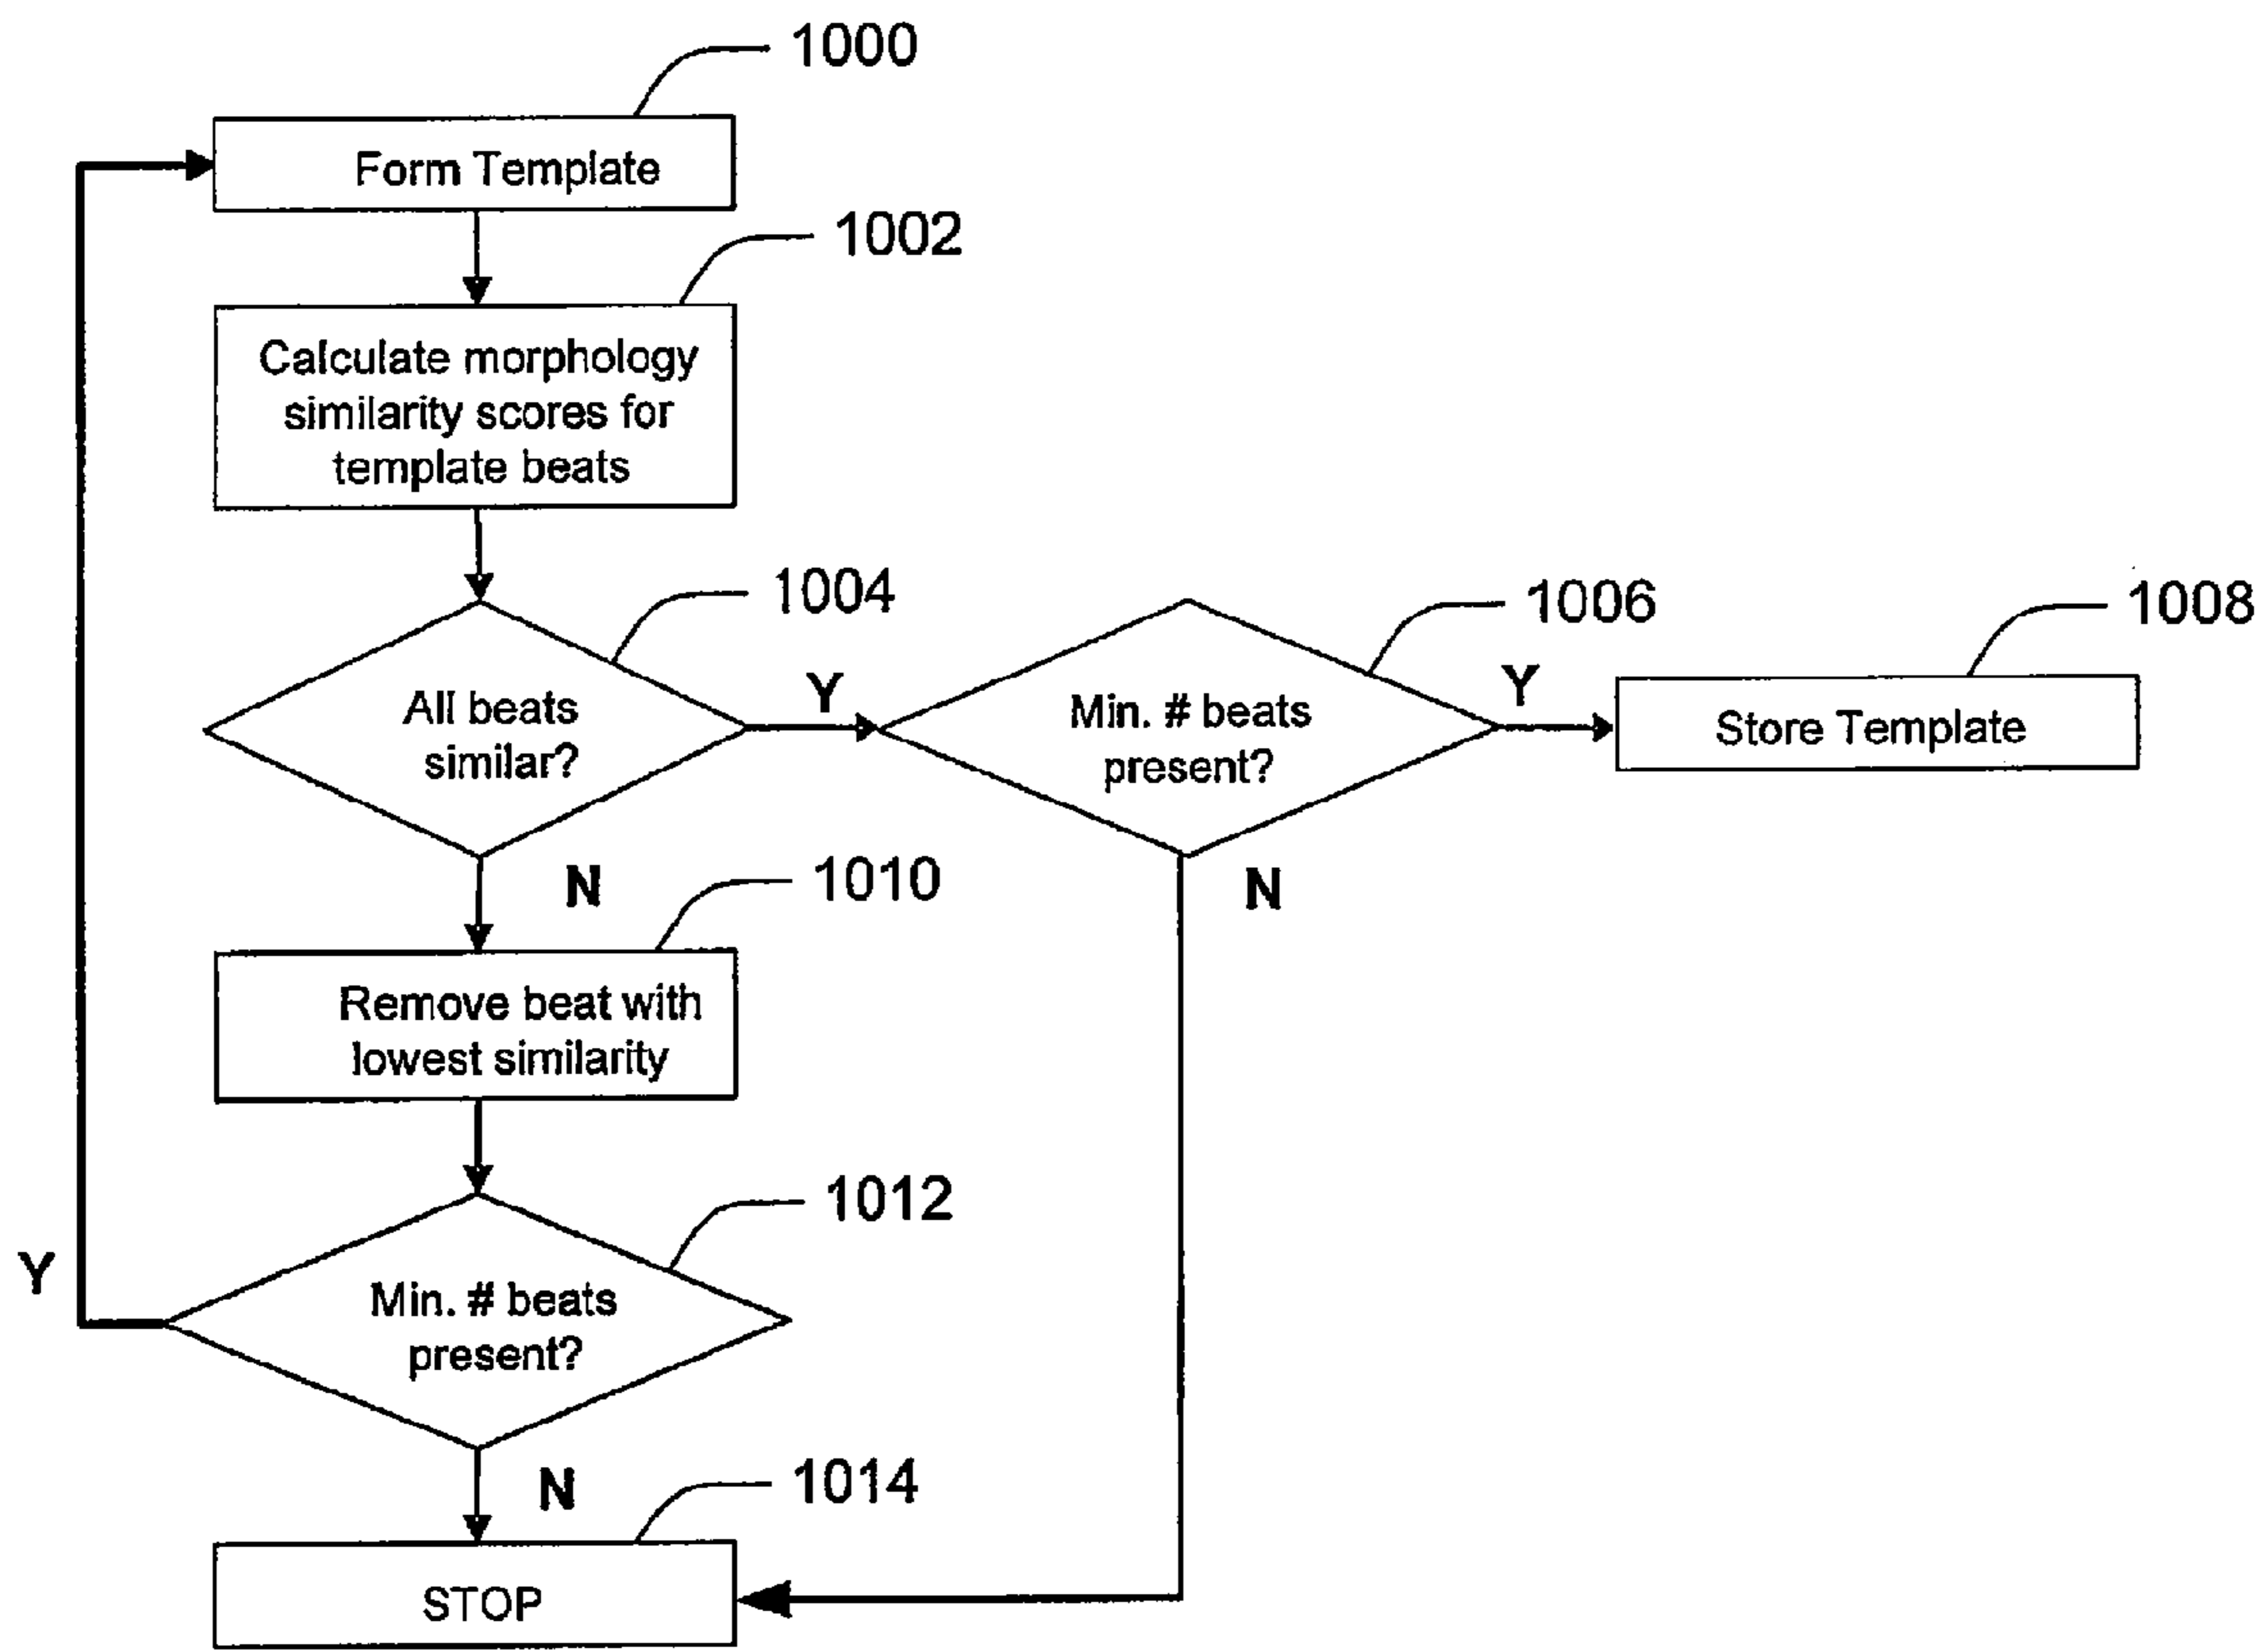 1000
Form Template
1002
Calculate morphology
similarity scores for
template beats
1004
All beats
similar?
Y
1006
Min. # beats
present?
Y
1008
Store Template
N
N
1010
Remove beat with
lowest similarity
1012
Min. # beats
present?
Y
N
1014
STOP